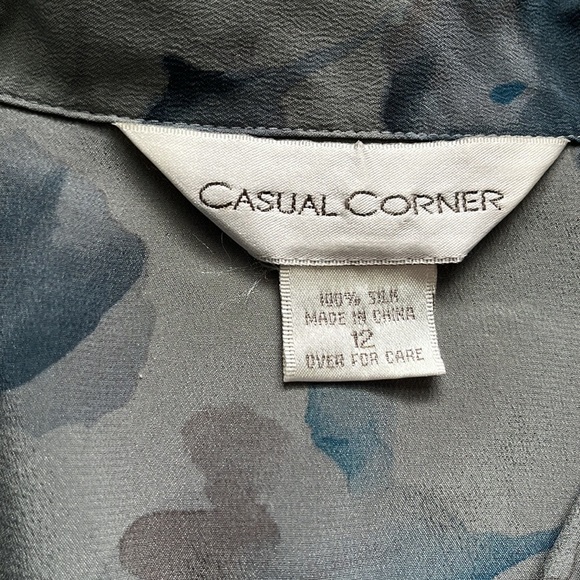 CASUAL CORNER
100% SILK
MADE IN CHINA
12
OVER FOR CARE